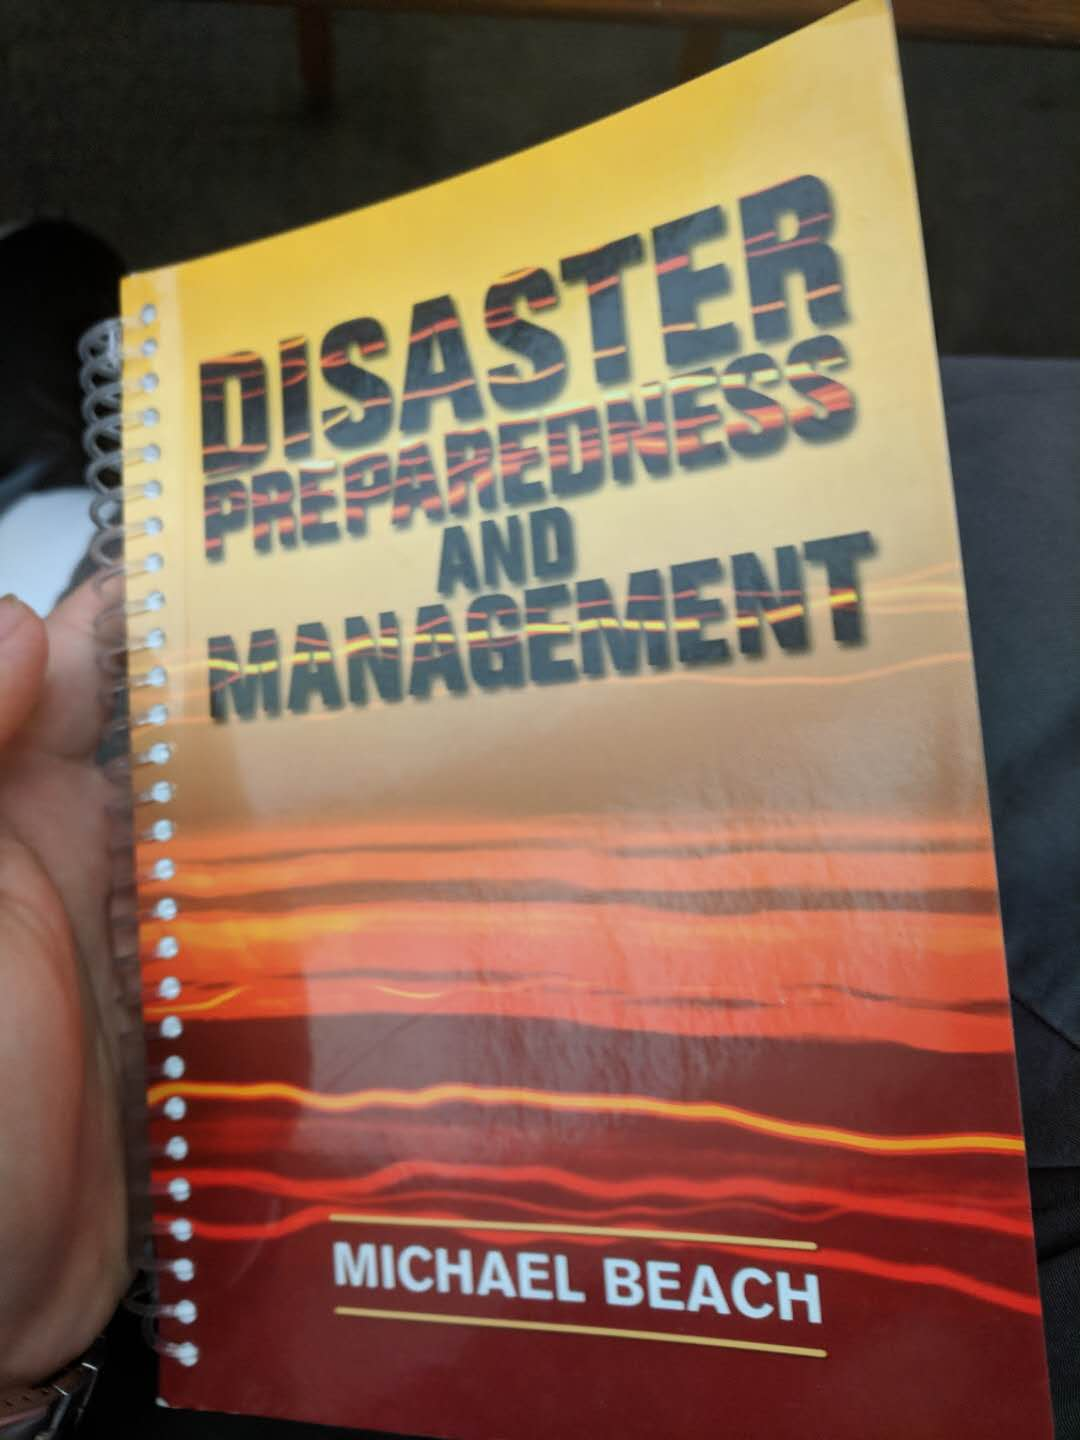 DISASTER
PREPAREDNESS
AND
MANAGEMENT
MICHAEL BEACH